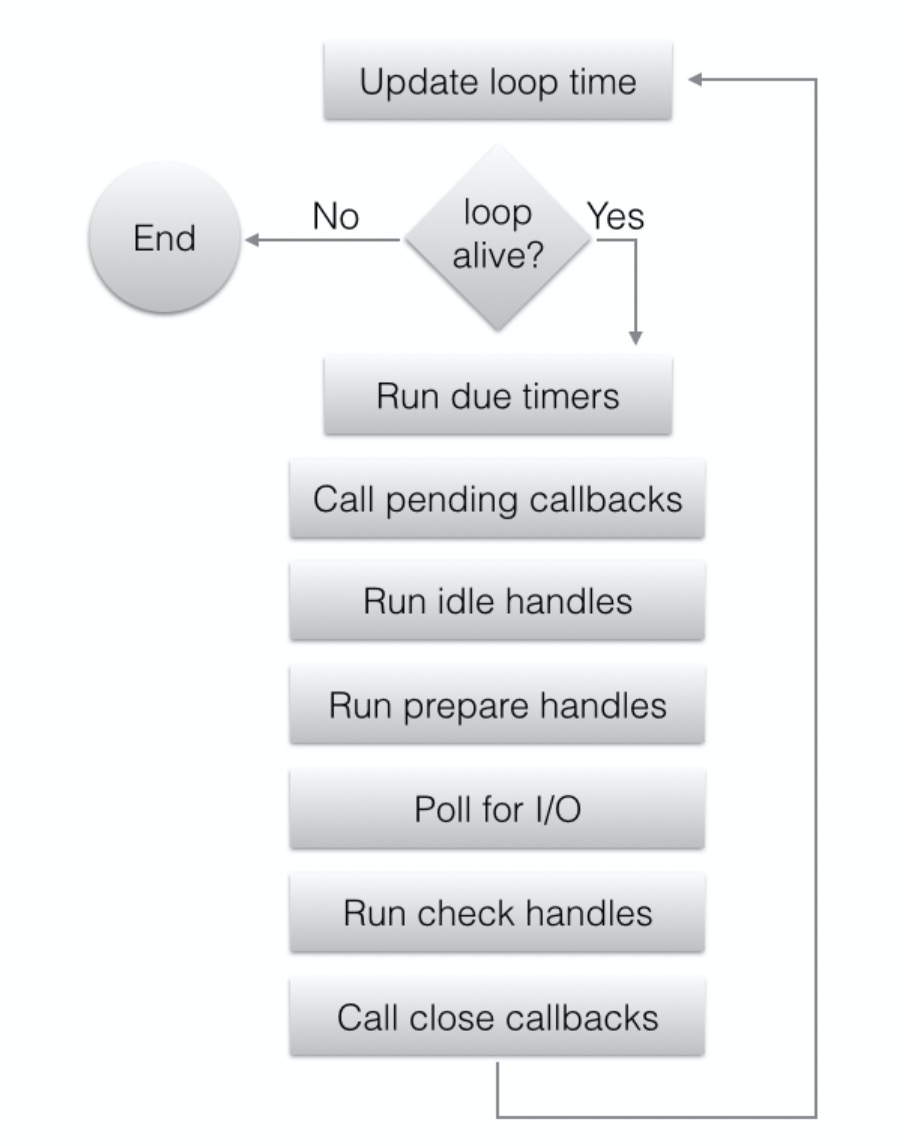 Update loop time
End
No
loop
alive?
Yes
Run due timers
Call pending callbacks
Run idle handles
Run prepare handles
Poll for I/O
Run check handles
Call close callbacks